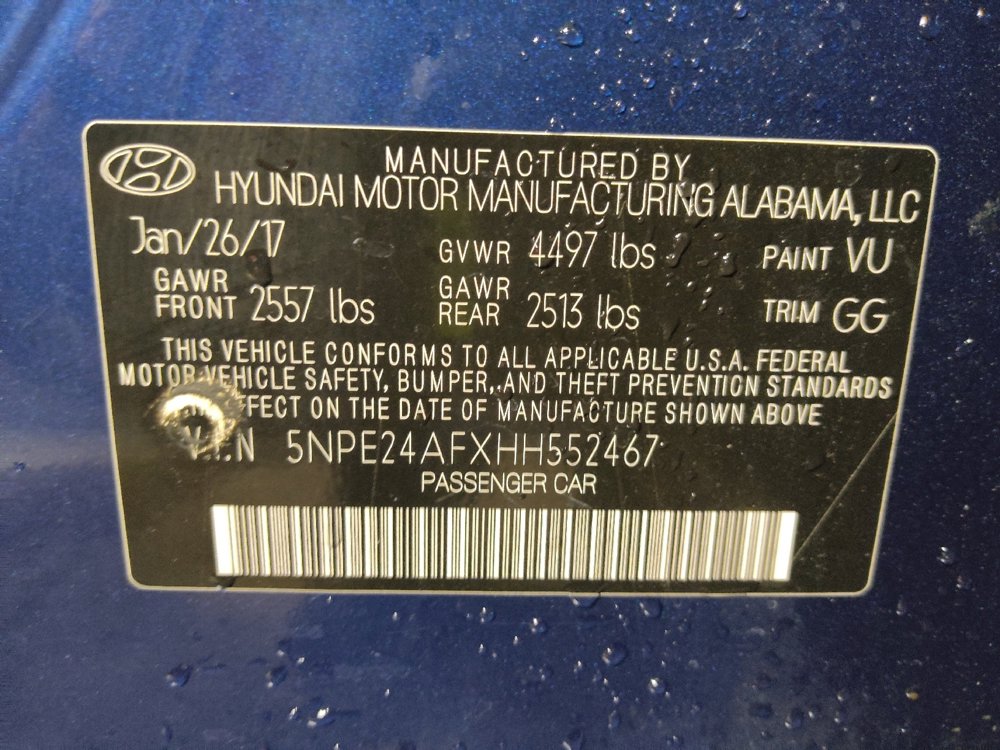 MANUFACTURED BY
HYUNDAI MOTOR MANUFACTURING ALABAMA, LLC
Jan/26/17 GVWR 4497 lbs PAINT VU
GAWR FRONT 2557 lbs GAWR REAR 2513 lbs TRIM GG
THIS VEHICLE CONFORMS TO ALL APPLICABLE U.S.A. FEDERAL
MOTOR VEHICLE SAFETY, BUMPER, AND THEFT PREVENTION STANDARDS
EFFECT ON THE DATE OF MANUFACTURE SHOWN ABOVE
V.I.N 5NPE24AFXHH552467
PASSENGER CAR